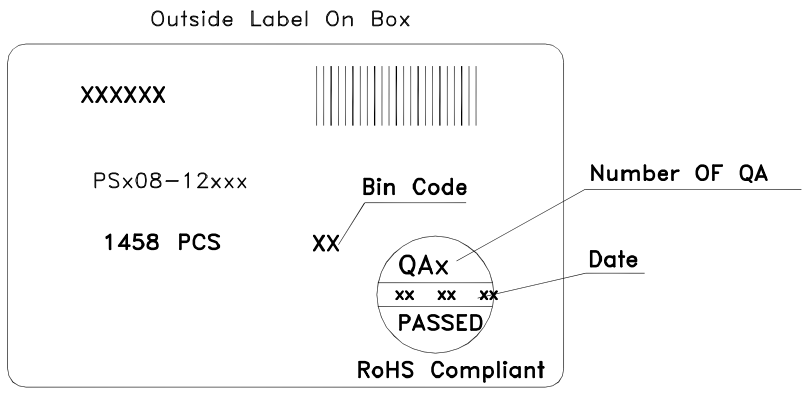 Outside Label On Box
XXXXXX
PSx08-12xxx
Bin Code
Number OF QA
1458 PCS
XX
QAx
Date
xx xx xx
PASSED
RoHS Compliant